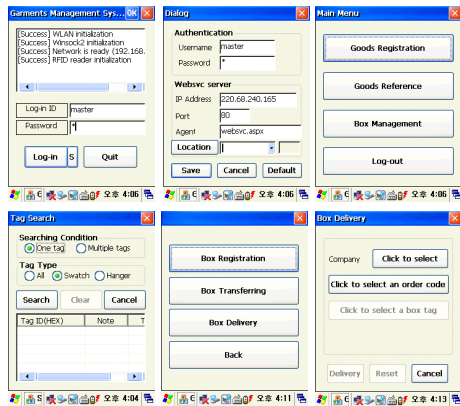 Garments Management Sys... OK
[Success] WLAN initialization
[Success] Winsock2 initialization
[Success] Network is ready (192.168.
[Success] RFID reader initialization
Log-in ID master
Password *
Log-in S Quit
오후 4:06
Dialog
Authentication
Username master
Password *
Websvc server
IP Address 220.68.240.165
Port 80
Agent websvc.aspx
Location
Save Cancel Default
오후 4:06
Main Menu
Goods Registration
Goods Reference
Box Management
Log-out
오후 4:06
Tag Search
Searching Condition
One tag Multiple tags
Tag Type
All Swatch Hanger
Search Clear Cancel
Tag ID(HEX) Note T
오후 4:04
Box Registration
Box Transferring
Box Delivery
Back
오후 4:11
Box Delivery
Company Click to select
Click to select an order code
Click to select a box tag
Delivery Reset Cancel
오후 4:13